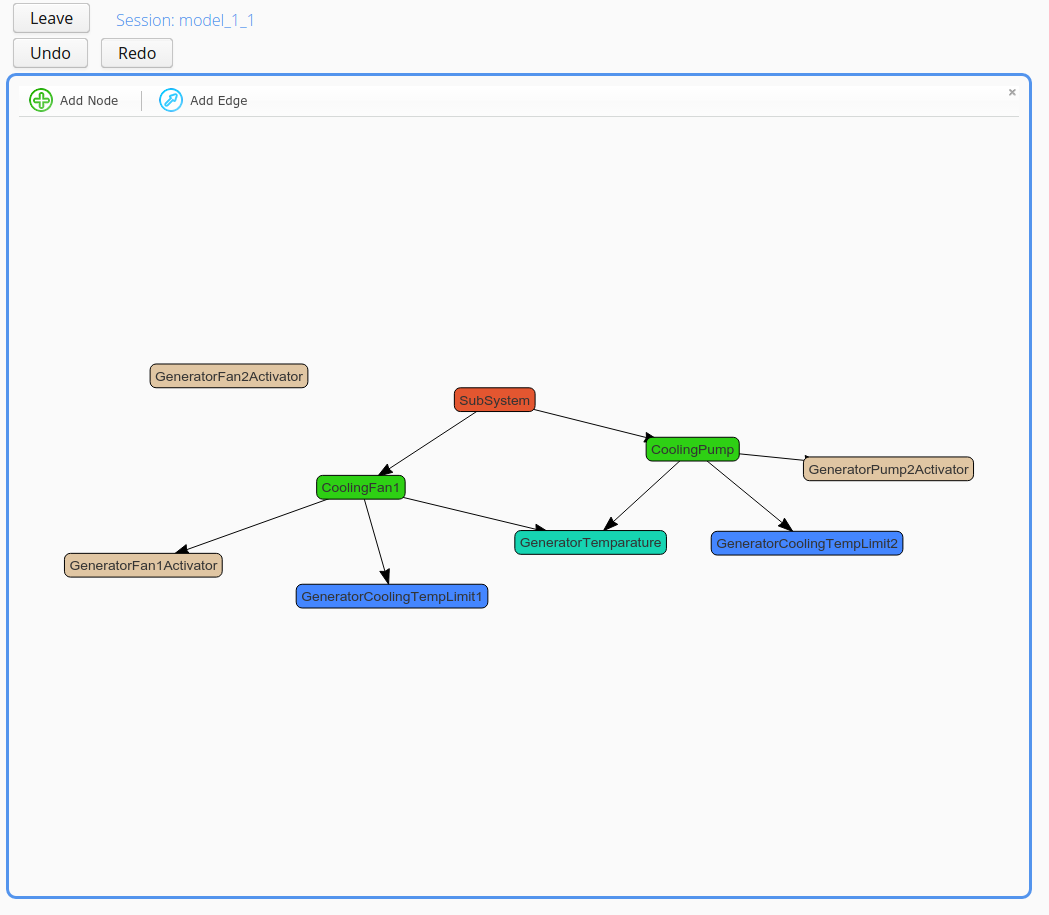 Leave
Session: model_1_1
Undo
Redo
Add Node
Add Edge
×
GeneratorFan2Activator
SubSystem
CoolingPump
GeneratorPump2Activator
CoolingFan1
GeneratorTemparature
GeneratorCoolingTempLimit2
GeneratorFan1Activator
GeneratorCoolingTempLimit1